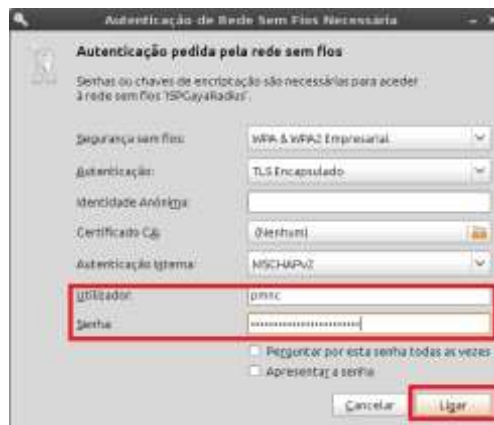 Autenticação de Rede Sem Fios Necessária
Autenticação pedida pela rede sem fios
Senhas ou chaves de encriptação são necessárias para aceder
à rede sem fios 'ISPGayaRadius'.
Segurança sem fios: WPA & WPA2 Empresarial
Autenticação: TLS Encapsulado
Identidade Anónima:
Certificado CA: (Nenhum)
Autenticação Interna: MSCHAPv2
Utilizador: pmnc
Senha:
Perguntar por esta senha todas as vezes
Apresentar a senha
Cancelar Ligar